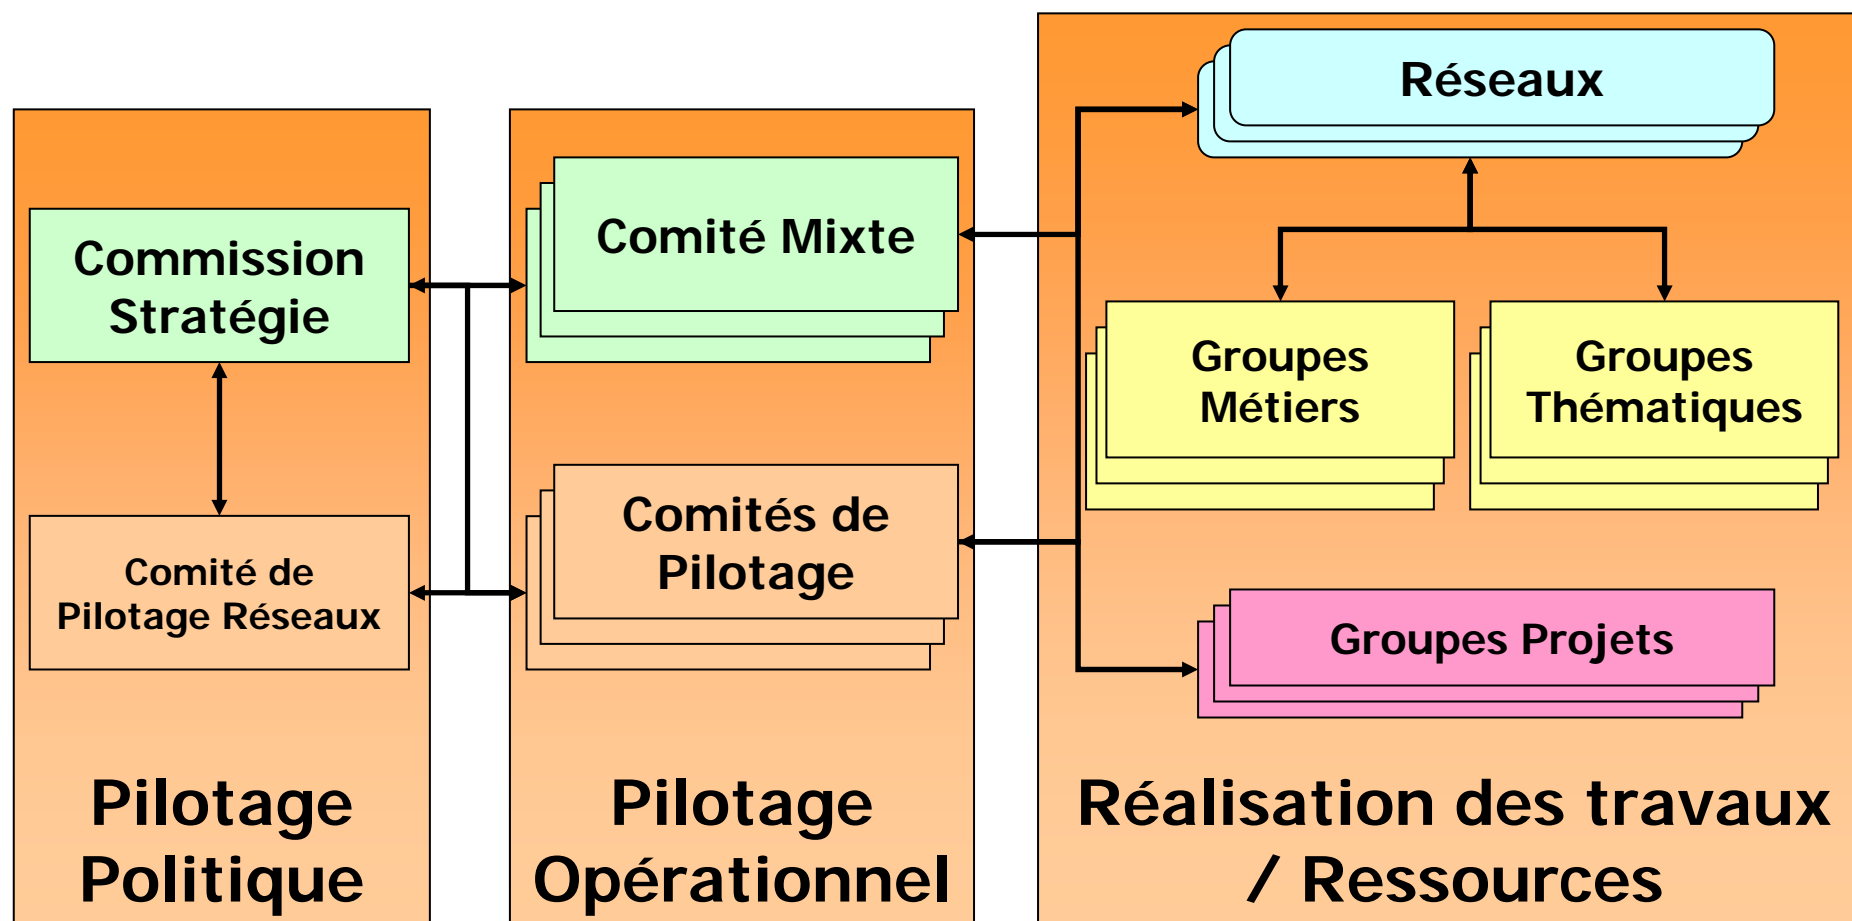 Réseaux
Commission
Stratégie
Comité Mixte
Groupes
Métiers
Groupes
Thématiques
Comité de
Pilotage Réseaux
Comités de
Pilotage
Groupes Projets
Pilotage
Politique
Pilotage
Opérationnel
Réalisation des travaux
/ Ressources